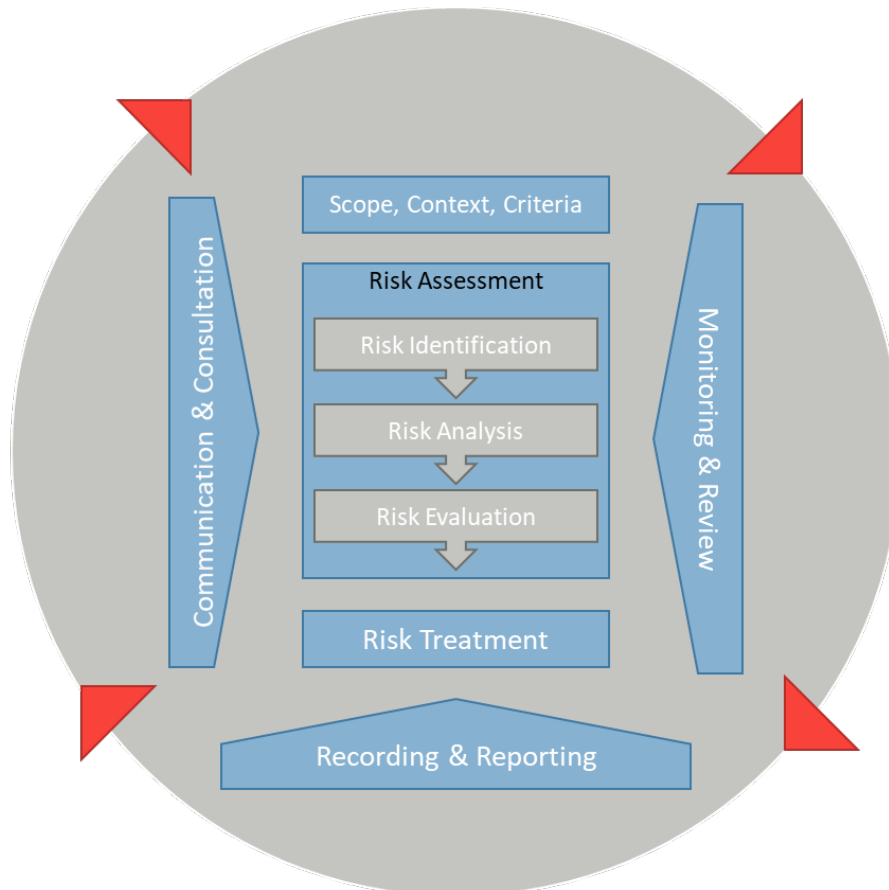 Scope, Context, Criteria
Risk Assessment
Risk Identification
Risk Analysis
Risk Evaluation
Risk Treatment
Communication & Consultation
Monitoring & Review
Recording & Reporting